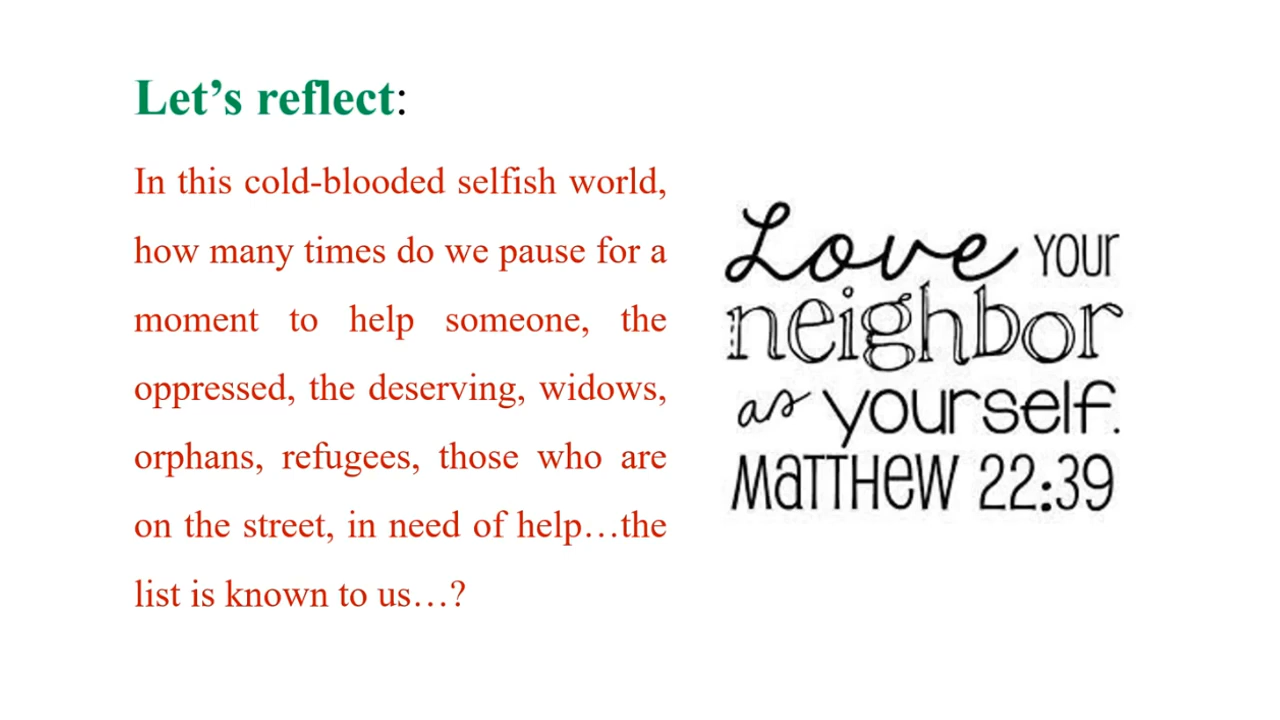 Let’s reflect:
In this cold-blooded selfish world,
how many times do we pause for a
moment to help someone, the
oppressed, the deserving, widows,
orphans, refugees, those who are
on the street, in need of help…the
list is known to us…?
Love your
neighbor
as yourself.
Matthew 22:39